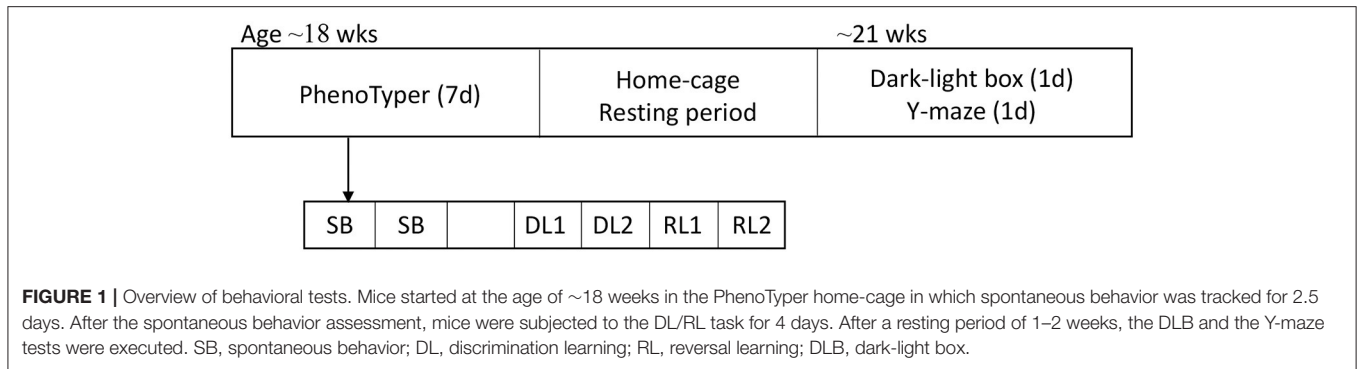 Age ~18 wks
~21 wks
PhenoTyper (7d)
Home-cage
Resting period
Dark-light box (1d)
Y-maze (1d)
SB SB DL1 DL2 RL1 RL2
FIGURE 1 | Overview of behavioral tests. Mice started at the age of ~18 weeks in the PhenoTyper home-cage in which spontaneous behavior was tracked for 2.5
days. After the spontaneous behavior assessment, mice were subjected to the DL/RL task for 4 days. After a resting period of 1–2 weeks, the DLB and the Y-maze
tests were executed. SB, spontaneous behavior; DL, discrimination learning; RL, reversal learning; DLB, dark-light box.